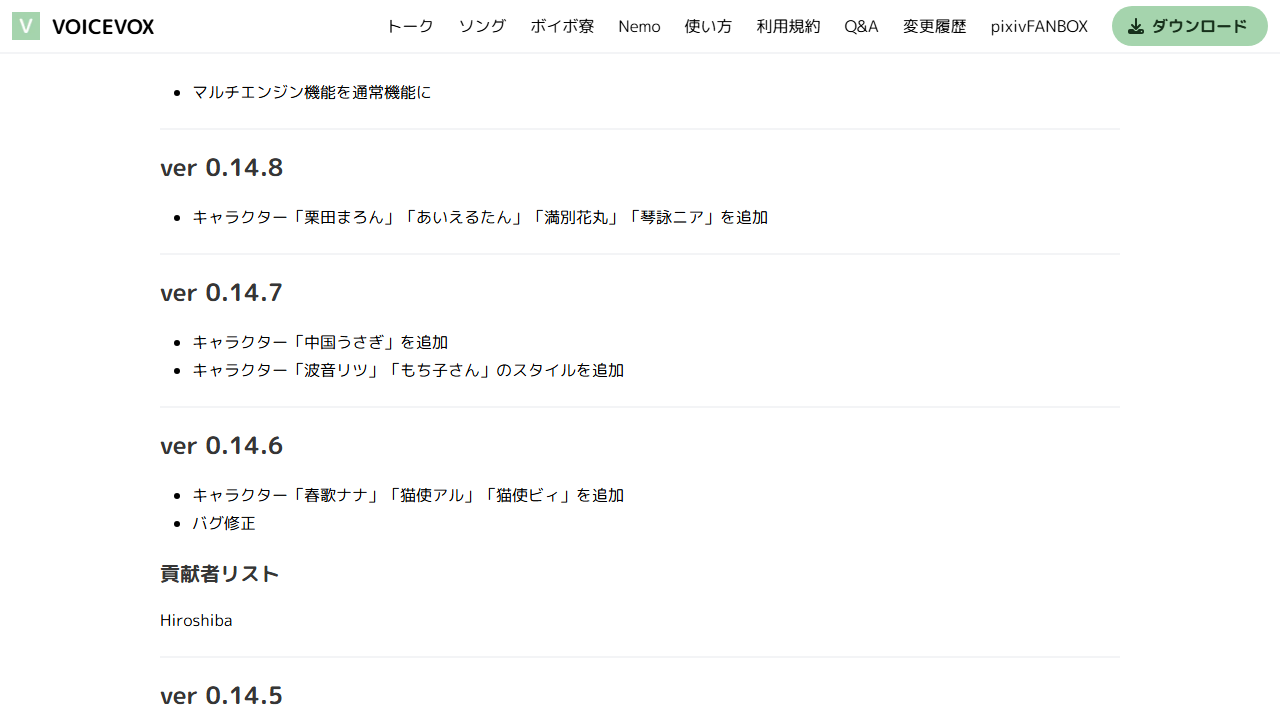 V VOICEVOX トーク ソング ボイボ寮 Nemo 使い方 利用規約 Q&A 変更履歴 pixivFANBOX ダウンロード
マルチエンジン機能を通常機能に
ver 0.14.8
キャラクター「栗田まろん」「あいえるたん」「満別花丸」「琴詠ニア」を追加
ver 0.14.7
キャラクター「中国うさぎ」を追加
キャラクター「波音リツ」「もち子さん」のスタイルを追加
ver 0.14.6
キャラクター「春歌ナナ」「猫使アル」「猫使ビィ」を追加
バグ修正
貢献者リスト
Hiroshiba
ver 0.14.5